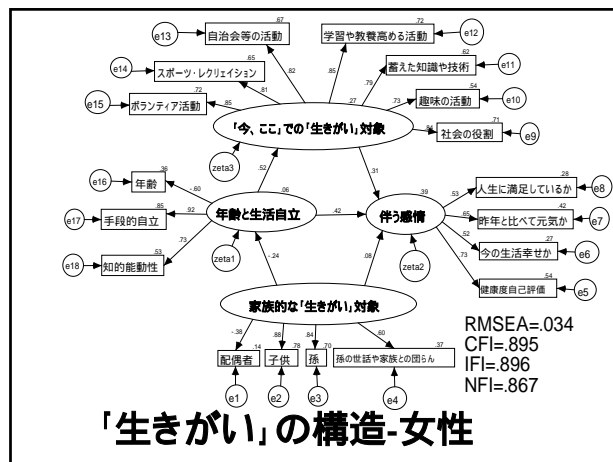 .67
e13
自治会等の活動
.72
学習や教養高める活動
e12
.65
e14
スポーツ・レクリェイション
.82
.85
.62
蓄えた知識や技術
e11
.72
e15
ボランティア活動
.81
.79
.54
趣味の活動
e10
.85
.27
.73
.71
社会の役割
e9
「今、ここ」での「生きがい」対象
zeta3
.52
.31
.36
e16
年齢
-.60
.06
.39
.53
.28
人生に満足しているか
e8
.85
e17
手段的自立
.92
年齢と生活自立
.42
伴う感情
.65
.42
昨年と比べて元気か
e7
.73
.52
.27
今の生活幸せか
e6
.53
e18
知的能動性
zeta1
zeta2
.73
.54
健康度自己評価
e5
-.24
.08
家族的な「生きがい」対象
-.38
.88
.84
.60
.14
配偶者
.78
子供
.70
孫
.37
孫の世話や家族との団らん
e1
e2
e3
e4
RMSEA=.034
CFI=.895
IFI=.896
NFI=.867
「生きがい」の構造-女性